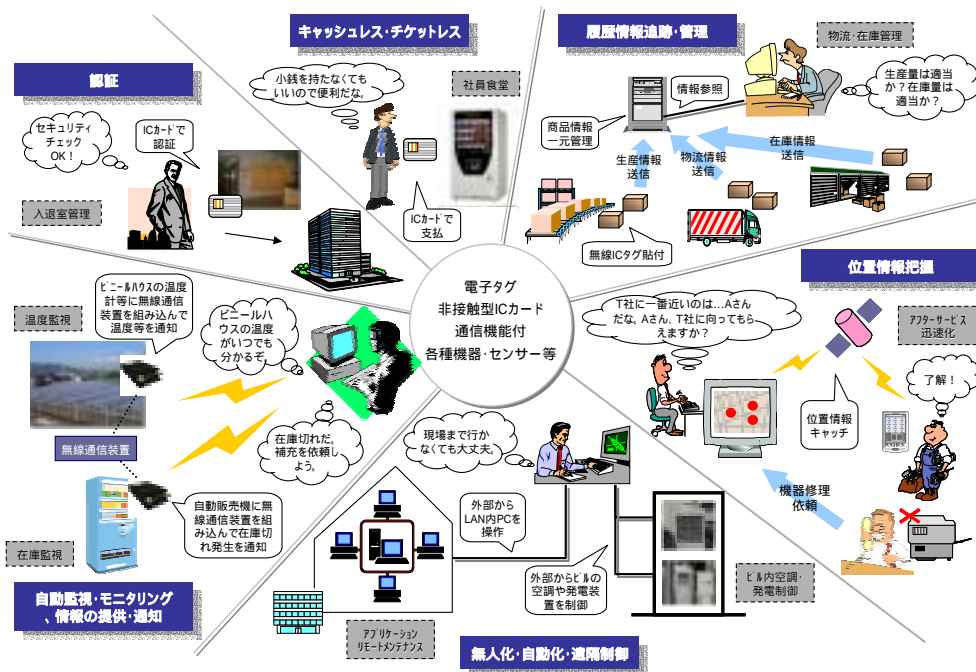 キャッシュレス・チケットレス
小銭を持たなくても
いいので便利だな。
社員食堂
ICカードで
支払
認証
セキュリティ
チェック
OK！
ICカードで
認証
入退室管理
履歴情報追跡・管理
物流・在庫管理
情報参照
生産量は適当
か？在庫量は
適当か？
商品情報
一元管理
生産情報
送信
物流情報
送信
在庫情報
送信
無線ICタグ貼付
電子タグ
非接触型ICカード
通信機能付
各種機器・センサー等
位置情報把握
T社に一番近いのは…Aさん
だな。Aさん、T社に向ってもら
えますか？
アフターサービス
迅速化
了解！
位置情報
キャッチ
機器修理
依頼
温度監視
ビニールハウスの温度
計等に無線通信
装置を組み込んで
温度等を通知
ビニールハ
ウスの温度
がいつでも
分かるぞ。
無線通信装置
在庫切れだ。
補充を依頼し
よう。
自動販売機に無
線通信装置を組
み込んで在庫切
れ発生を通知
在庫監視
自動監視・モニタリング
、情報の提供・通知
現場まで行か
なくても大丈夫。
外部から
LAN内PCを
操作
外部からビルの
空調や発電装
置を制御
ビル内空調・
発電制御
アプリケーション
リモートメンテナンス
無人化・自動化・遠隔制御